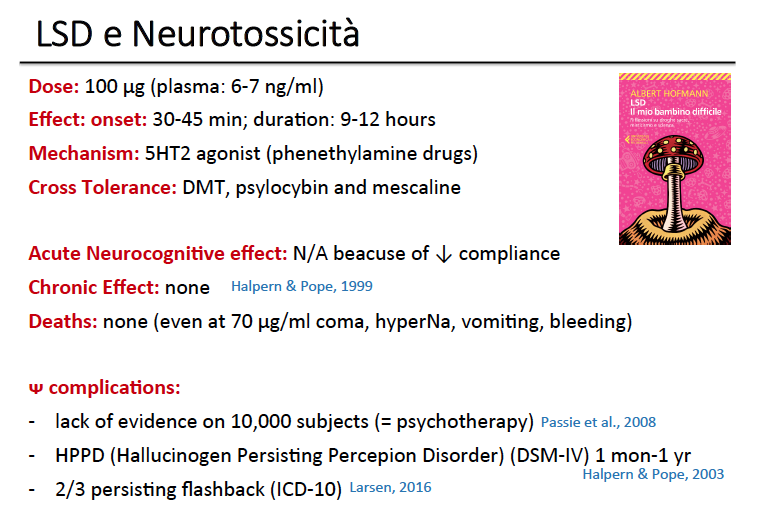 LSD e Neurotossicità
Dose: 100 µg (plasma: 6-7 ng/ml)
Effect: onset: 30-45 min; duration: 9-12 hours
Mechanism: 5HT2 agonist (phenethylamine drugs)
Cross Tolerance: DMT, psylocybin and mescaline
ALBERT HOFMANN
LSD
Il mio bambino difficile
Acute Neurocognitive effect: N/A beacuse of ↓ compliance
Chronic Effect: none Halpern & Pope, 1999
Deaths: none (even at 70 µg/ml coma, hyperNa, vomiting, bleeding)
Ψ complications:
- lack of evidence on 10,000 subjects (= psychotherapy) Passie et al., 2008
- HPPD (Hallucinogen Persisting Percepion Disorder) (DSM-IV) 1 mon-1 yr
Halpern & Pope, 2003
- 2/3 persisting flashback (ICD-10) Larsen, 2016